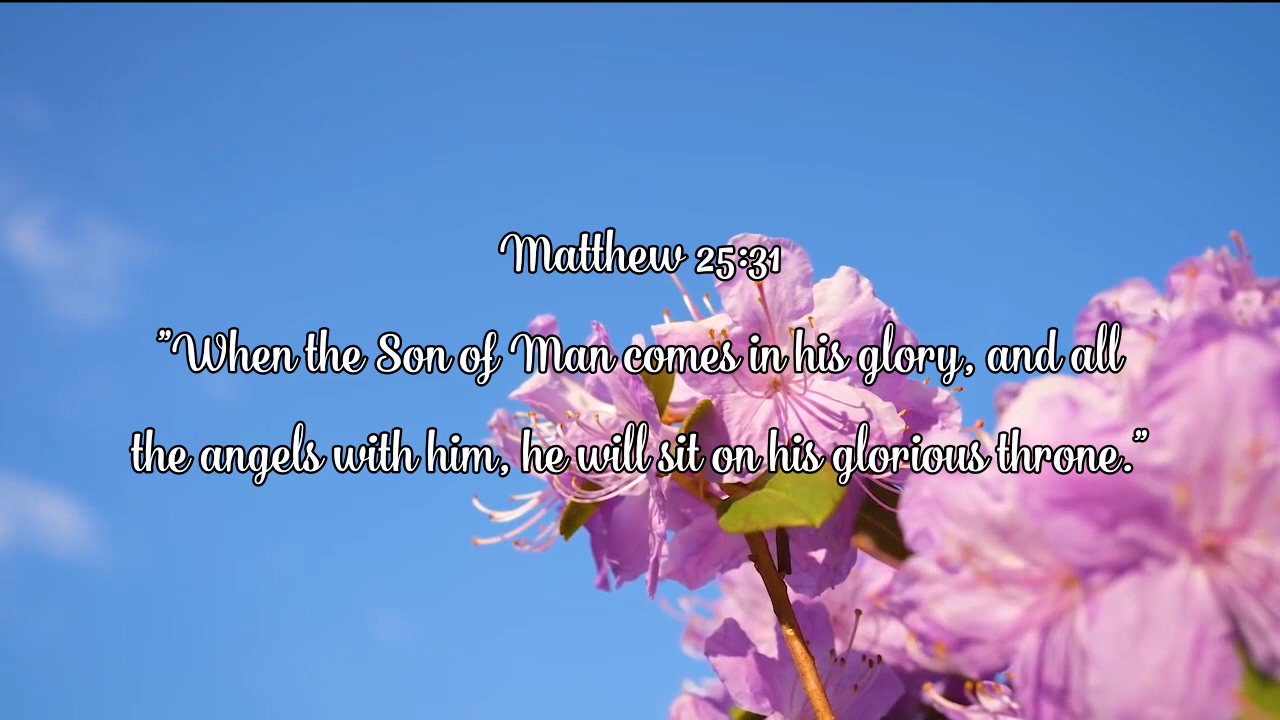 Matthew 25:31
"When the Son of Man comes in his glory, and all
the angels with him, he will sit on his glorious throne."